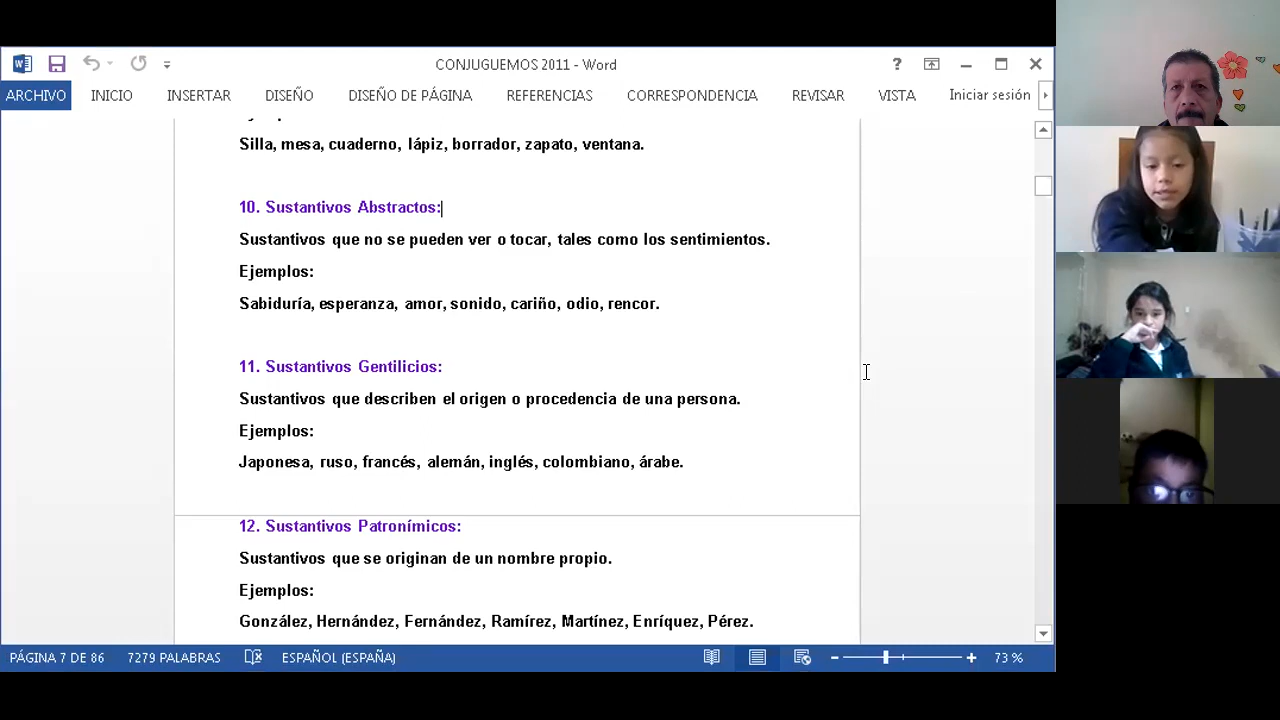 CONJUGUEMOS 2011 - Word
?
ARCHIVO INICIO INSERTAR DISEÑO DISEÑO DE PÁGINA REFERENCIAS CORRESPONDENCIA REVISAR VISTA Iniciar sesión
Silla, mesa, cuaderno, lápiz, borrador, zapato, ventana.
10. Sustantivos Abstractos:
Sustantivos que no se pueden ver o tocar, tales como los sentimientos.
Ejemplos:
Sabiduría, esperanza, amor, sonido, cariño, odio, rencor.
11. Sustantivos Gentilicios:
Sustantivos que describen el origen o procedencia de una persona.
Ejemplos:
Japonesa, ruso, francés, alemán, inglés, colombiano, árabe.
12. Sustantivos Patronímicos:
Sustantivos que se originan de un nombre propio.
Ejemplos:
González, Hernández, Fernández, Ramírez, Martínez, Enríquez, Pérez.
PÁGINA 7 DE 86 7279 PALABRAS ESPAÑOL (ESPAÑA) 73 %